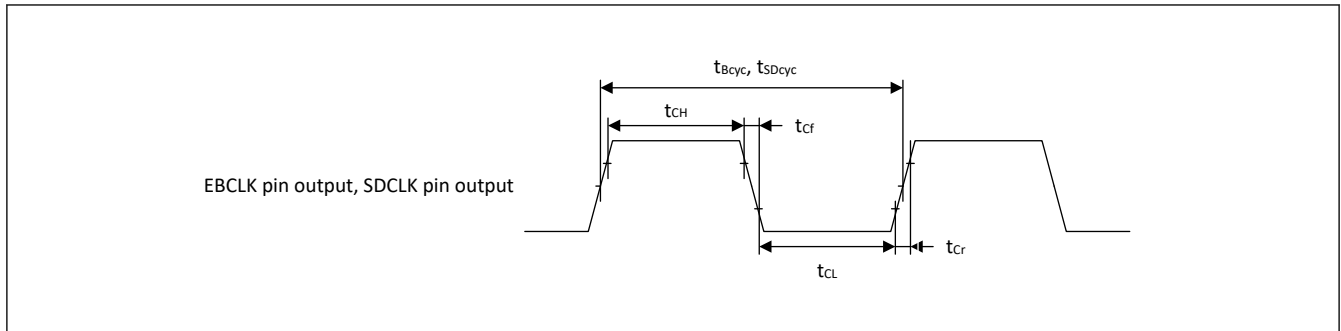 tBcyc, tSDcyc
tCH
tCf
EBCLK pin output, SDCLK pin output
tCr
tCL